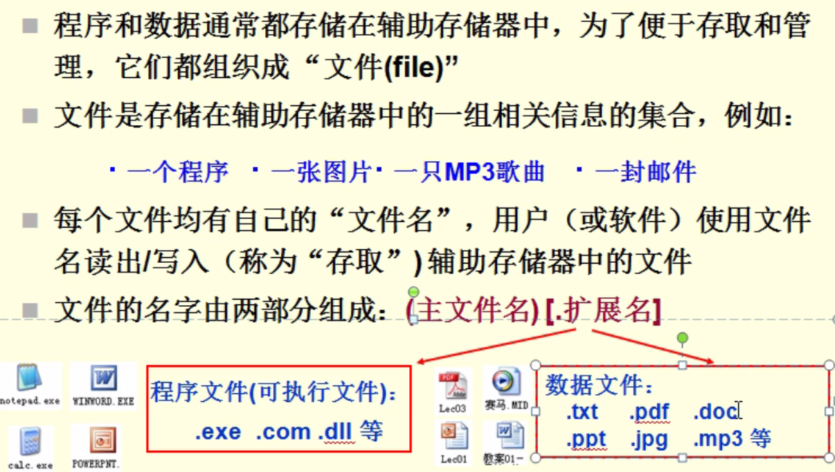 程序和数据通常都存储在辅助存储器中，为了便于存取和管
理，它们都组织成“文件(file)”
文件是存储在辅助存储器中的一组相关信息的集合，例如：
· 一个程序 · 一张图片· 一只MP3歌曲 · 一封邮件
每个文件均有自己的“文件名”，用户（或软件）使用文件
名读出/写入（称为“存取”)辅助存储器中的文件
文件的名字由两部分组成：(主文件名) [.扩展名]
notepad.exe WINWORD.EXE
calc.exe POWERPNT.
程序文件(可执行文件)：
.exe .com .dll 等
Lec03 赛马.MID
Lec01 教案01-
数据文件：
.txt .pdf .doc
.ppt .jpg .mp3 等